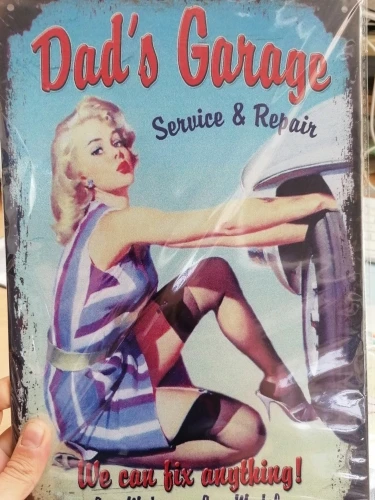 Dad's Garage
Service & Repair
We can fix anything!